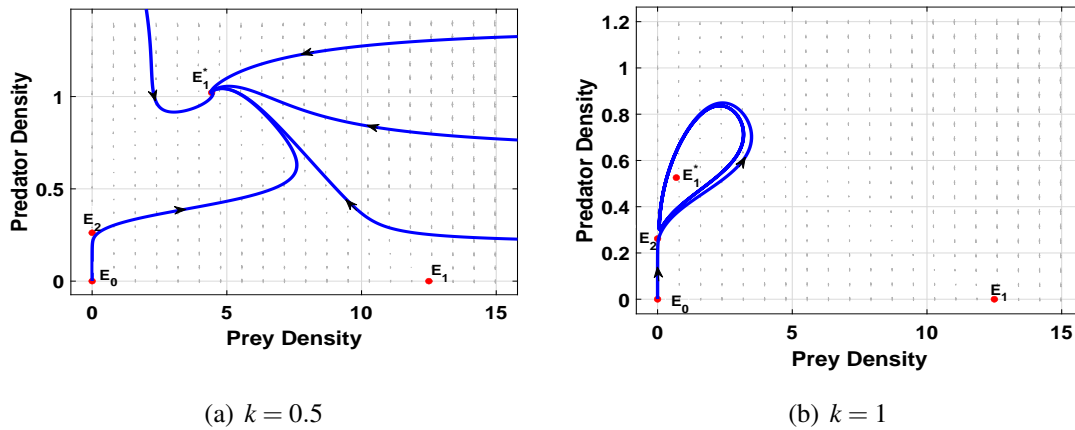 Predator Density
1
0.5
0
E₁*
E₂
E₀
E₁
0 5 10 15
Prey Density
(a) k = 0.5
Predator Density
1.2
1
0.8
0.6
0.4
0.2
0
E₁*
E₂
E₀
E₁
0 5 10 15
Prey Density
(b) k = 1